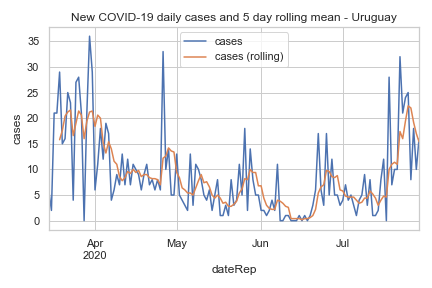 New COVID-19 daily cases and 5 day rolling mean - Uruguay
cases
cases (rolling)
cases
35
30
25
20
15
10
5
0
Apr May Jun Jul
2020
dateRep